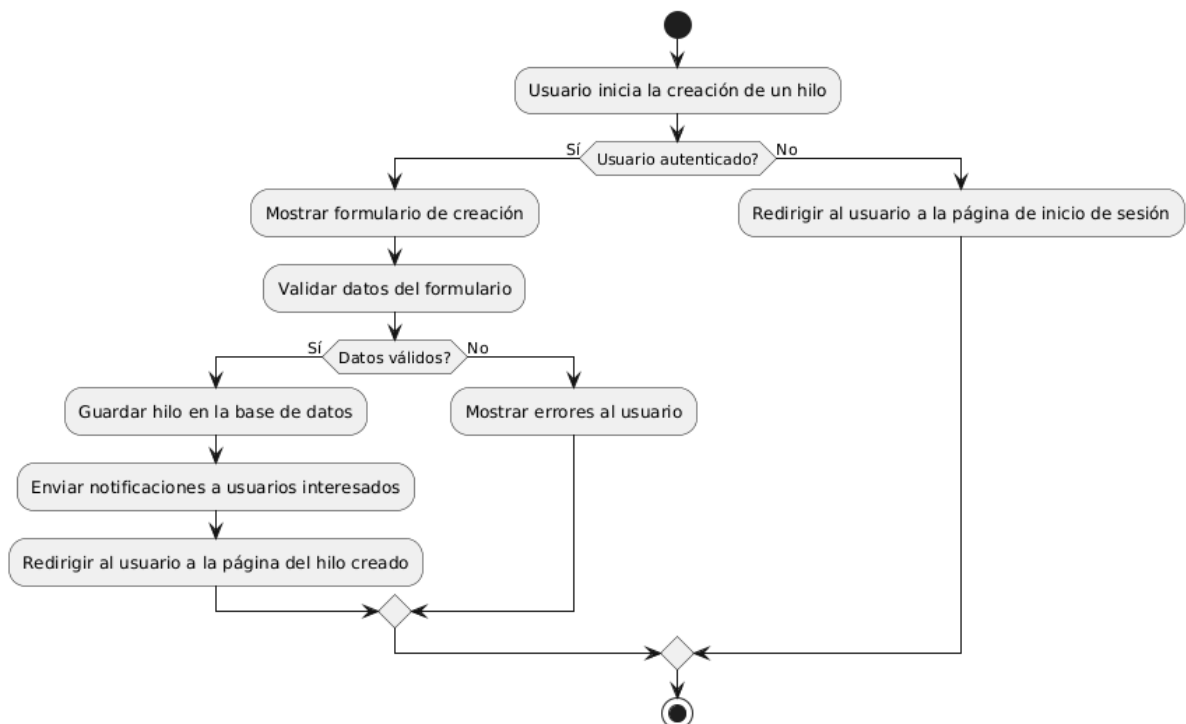 Usuario inicia la creación de un hilo
Sí
Usuario autenticado?
No
Mostrar formulario de creación
Redirigir al usuario a la página de inicio de sesión
Validar datos del formulario
Sí
Datos válidos?
No
Guardar hilo en la base de datos
Mostrar errores al usuario
Enviar notificaciones a usuarios interesados
Redirigir al usuario a la página del hilo creado